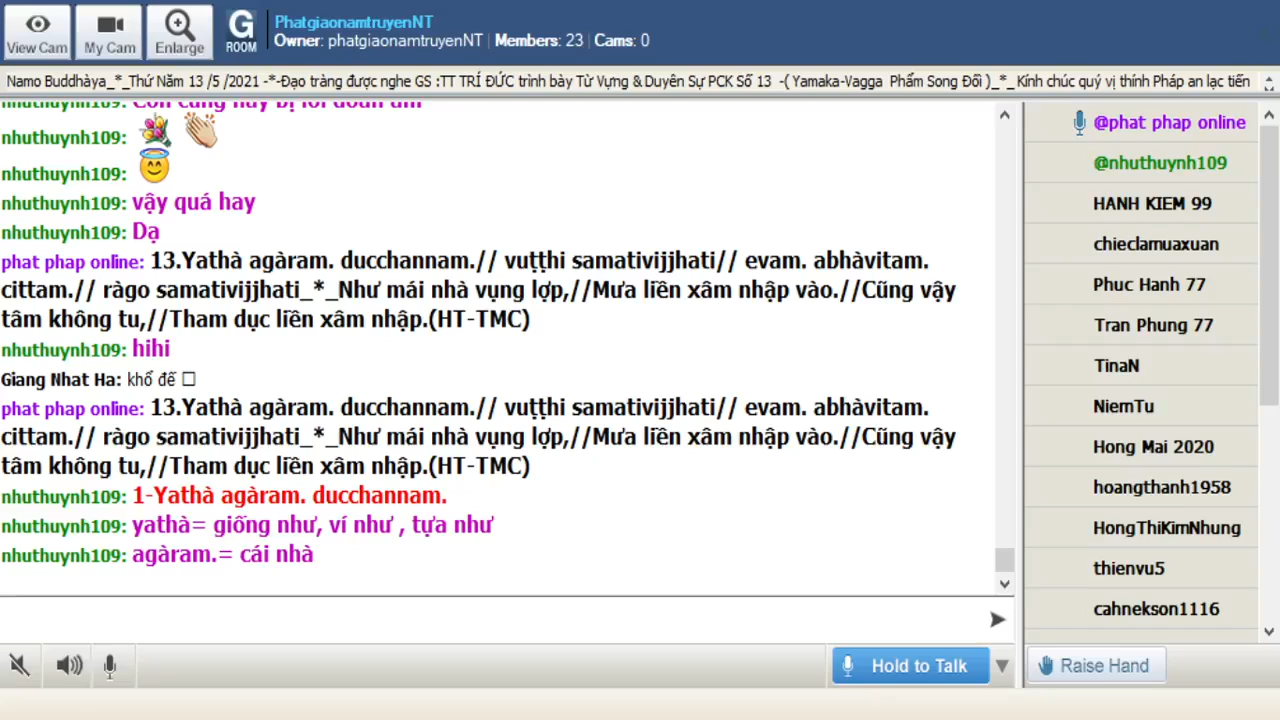 View Cam
My Cam
Enlarge
G
ROOM
PhatgiaonamtruyenNT
Owner: phatgiaonamtruyenNT | Members: 23 | Cams: 0
Namo Buddhàya_*_Thứ Năm 13 /5 /2021 -*-Đạo tràng được nghe GS :TT TRÍ ĐỨC trình bày Từ Vựng & Duyên Sự PCK Số 13 -( Yamaka-Vagga Phẩm Song Đối )_*_ Kính chúc quý vị thính Pháp an lạc tiến
nhuthuynh109: Con cũng hay bị lỗi đoản âm
nhuthuynh109:
nhuthuynh109:
nhuthuynh109: vậy quá hay
nhuthuynh109: Dạ
phat phap online: 13.Yathà agàram. ducchannam.// vuṭṭhi samativijjhati// evam. abhàvitam.
cittam.// ràgo samativijjhati_*_Như mái nhà vụng lợp,//Mưa liền xâm nhập vào.//Cũng vậy
tâm không tu,//Tham dục liền xâm nhập.(HT-TMC)
nhuthuynh109: hihi
Giang Nhat Ha: khổ đế
phat phap online: 13.Yathà agàram. ducchannam.// vuṭṭhi samativijjhati// evam. abhàvitam.
cittam.// ràgo samativijjhati_*_Như mái nhà vụng lợp,//Mưa liền xâm nhập vào.//Cũng vậy
tâm không tu,//Tham dục liền xâm nhập.(HT-TMC)
nhuthuynh109: 1-Yathà agàram. ducchannam.
nhuthuynh109: yathà= giống như, ví như , tựa như
nhuthuynh109: agàram.= cái nhà
@phat phap online
@nhuthuynh109
HANH KIEM 99
chieclamuaxuan
Phuc Hanh 77
Tran Phung 77
TinaN
NiemTu
Hong Mai 2020
hoangthanh1958
HongThiKimNhung
thienvu5
cahnekson1116
Hold to Talk
Raise Hand